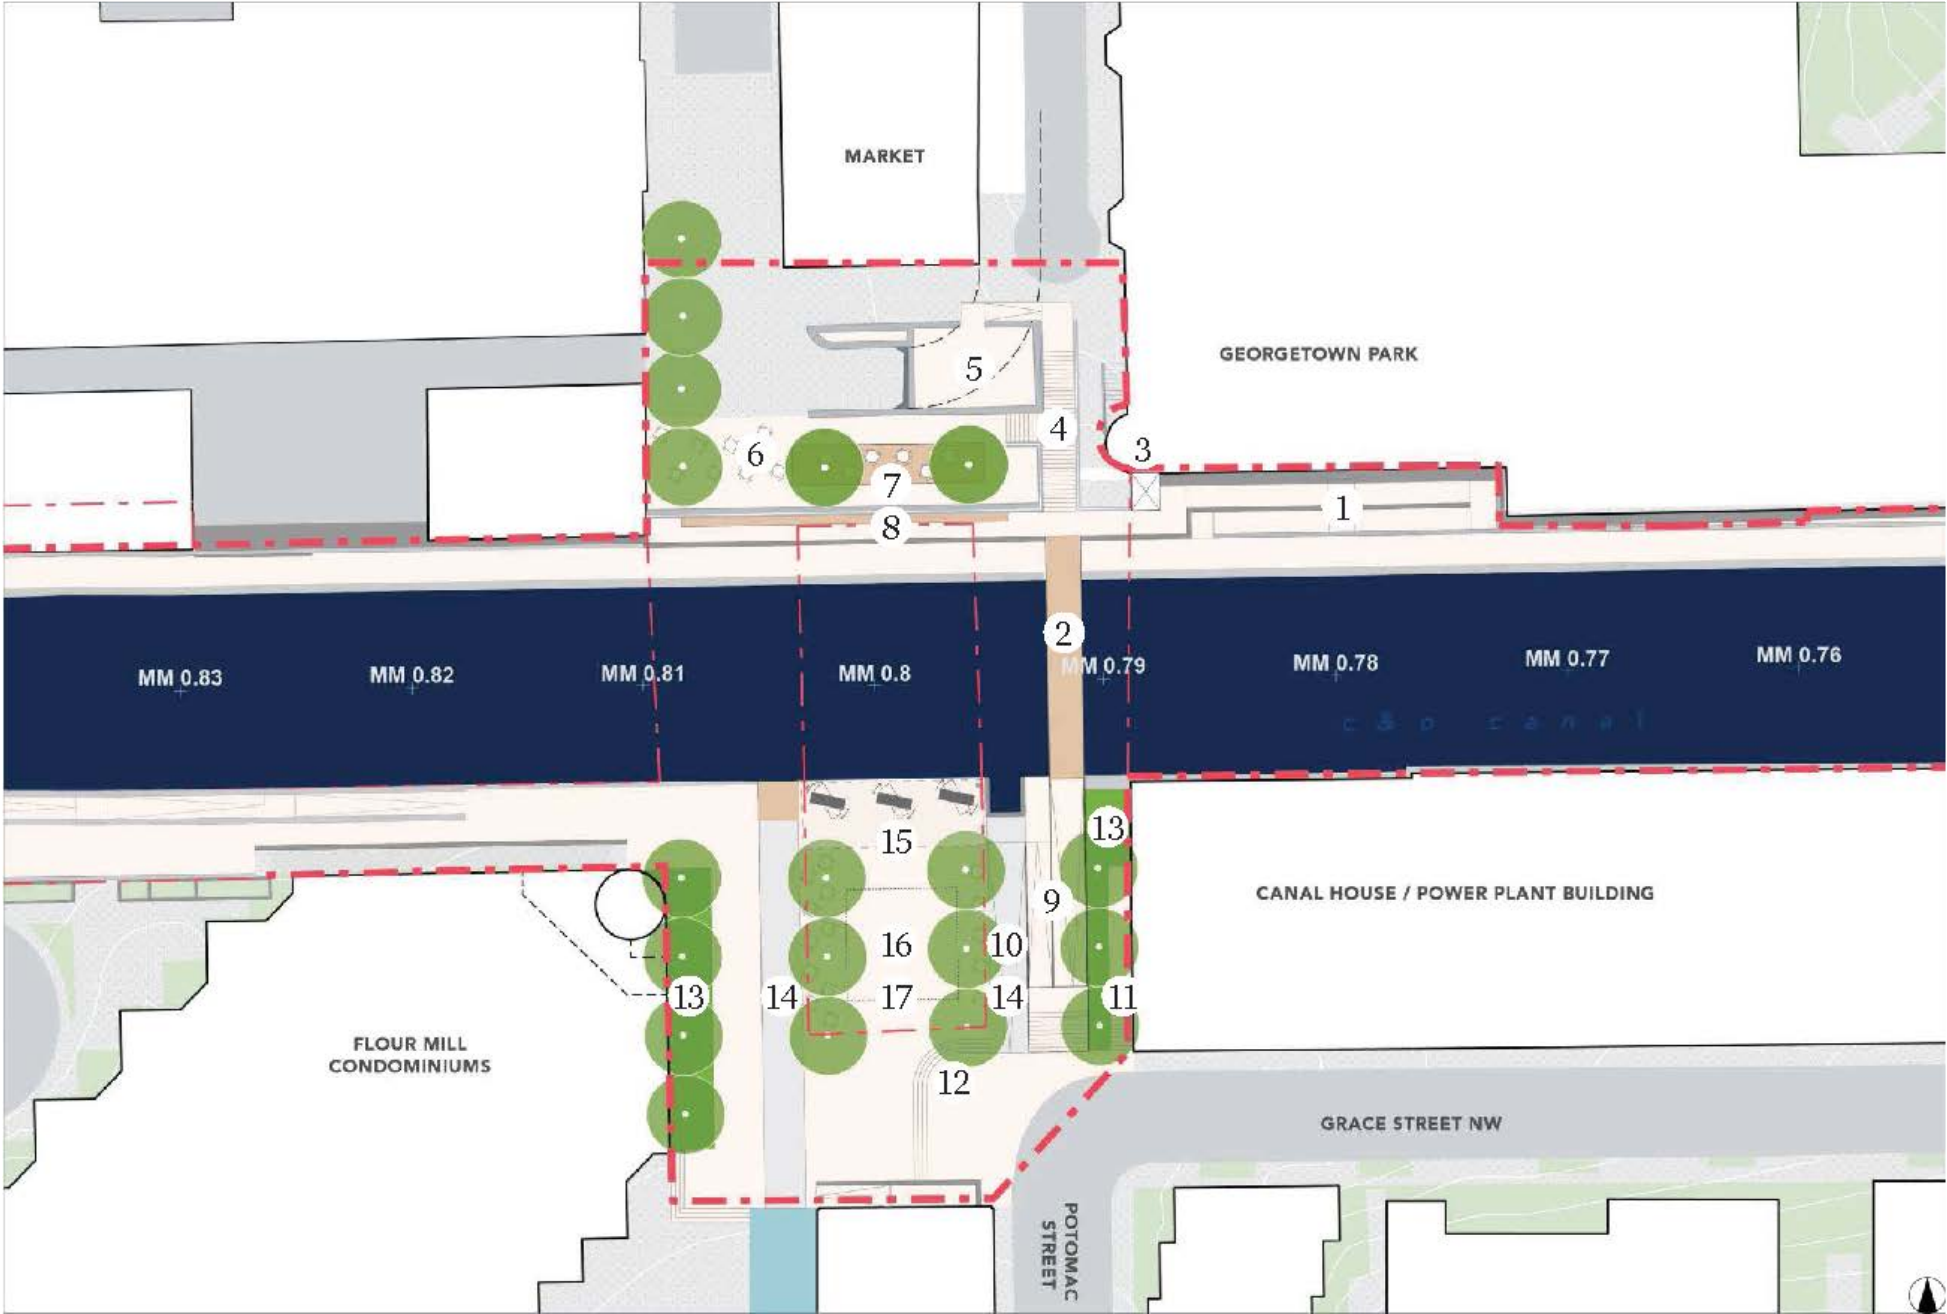 MARKET
GEORGETOWN PARK
5
4
3
6
7
1
8
2
MM 0.83
MM 0.82
MM 0.81
MM 0.8
MM 0.79
MM 0.78
MM 0.77
MM 0.76
c & o canal
13
15
9
CANAL HOUSE / POWER PLANT BUILDING
16
10
13
14
17
14
11
FLOUR MILL
CONDOMINIUMS
12
GRACE STREET NW
POTOMAC
STREET